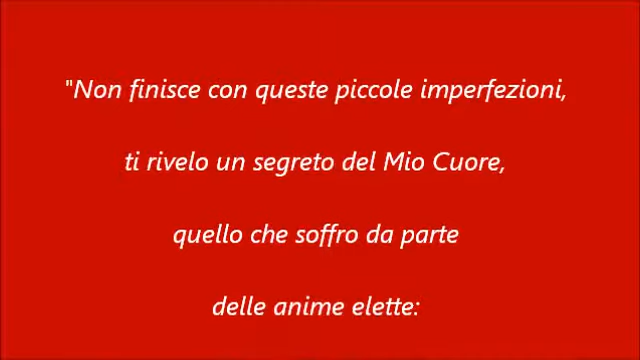 "Non finisce con queste piccole imperfezioni,
ti rivelo un segreto del Mio Cuore,
quello che soffro da parte
delle anime elette: